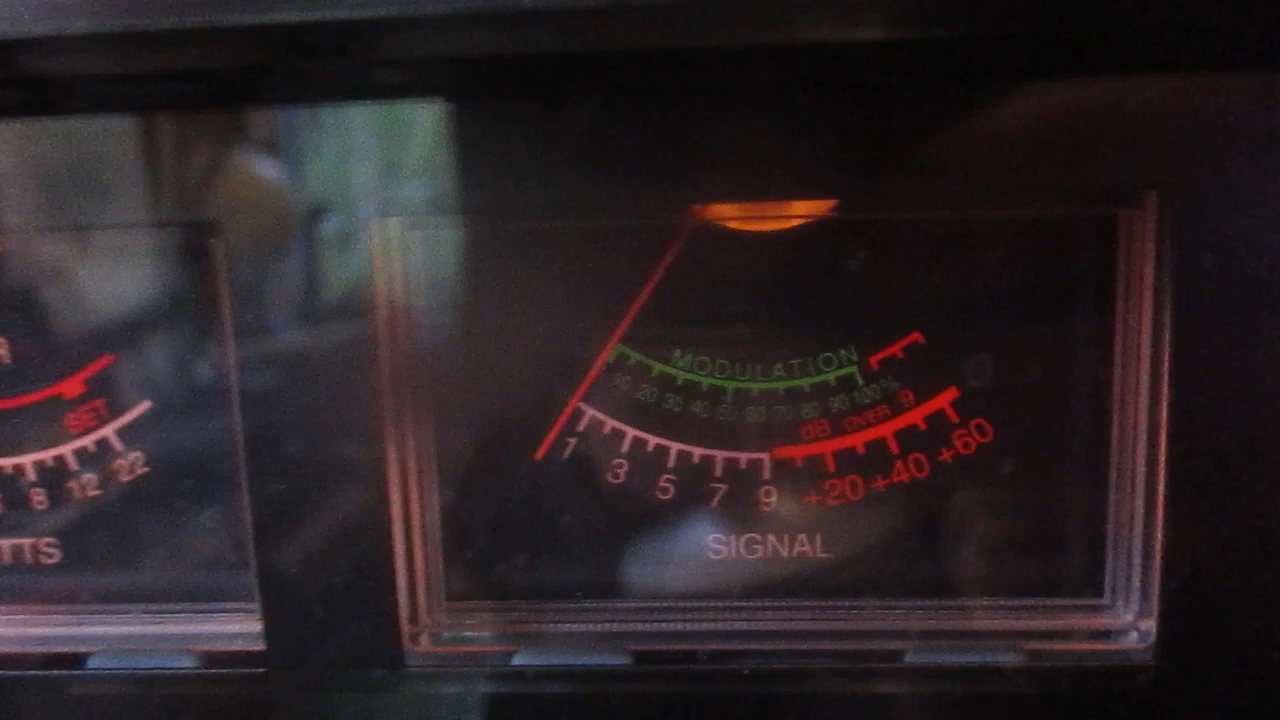 MODULATION
10 20 30 40 50 60 70 80 90 100%
dB OVER 9
1 3 5 7 9 +20 +40 +60
SIGNAL
R
SET
8 12 22
TTS